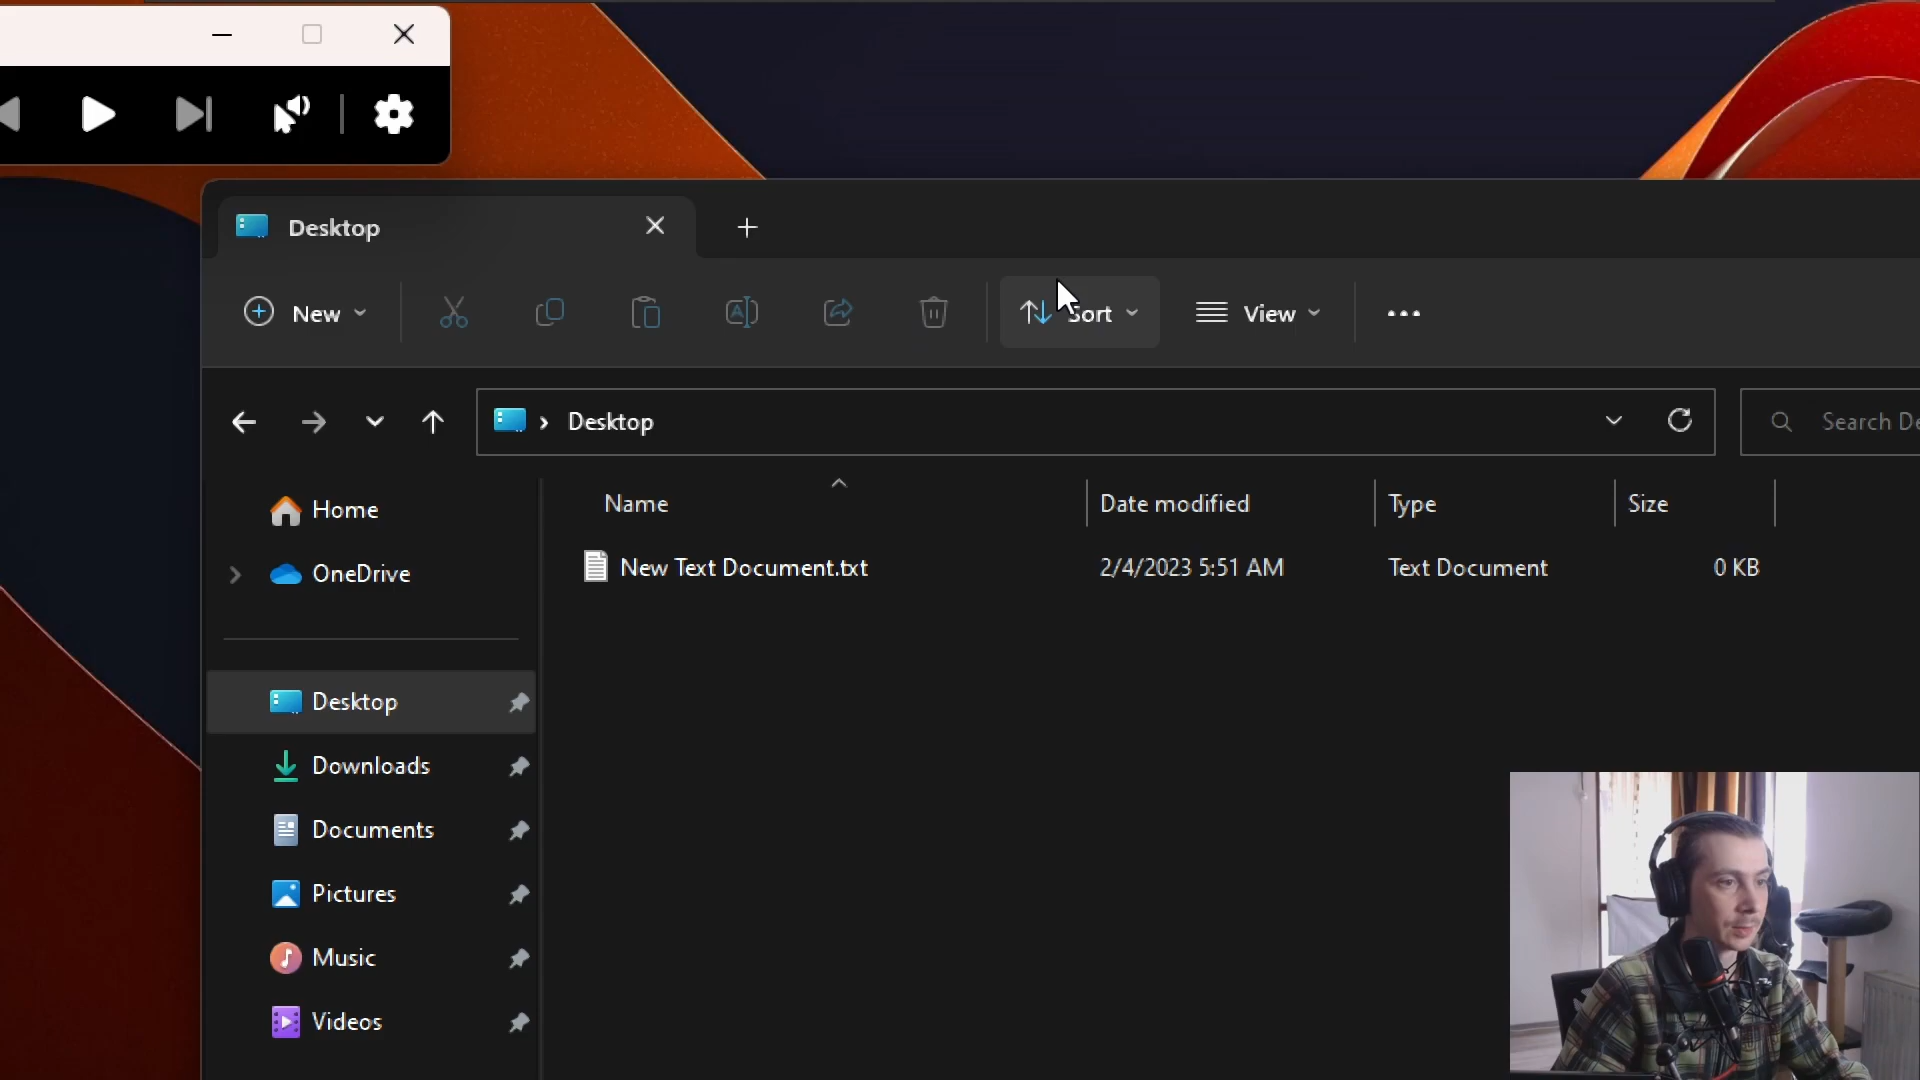 Desktop
New
Sort
View
Desktop
Search De
Home
OneDrive
Name
Date modified
Type
Size
New Text Document.txt
2/4/2023 5:51 AM
Text Document
0 KB
Desktop
Downloads
Documents
Pictures
Music
Videos